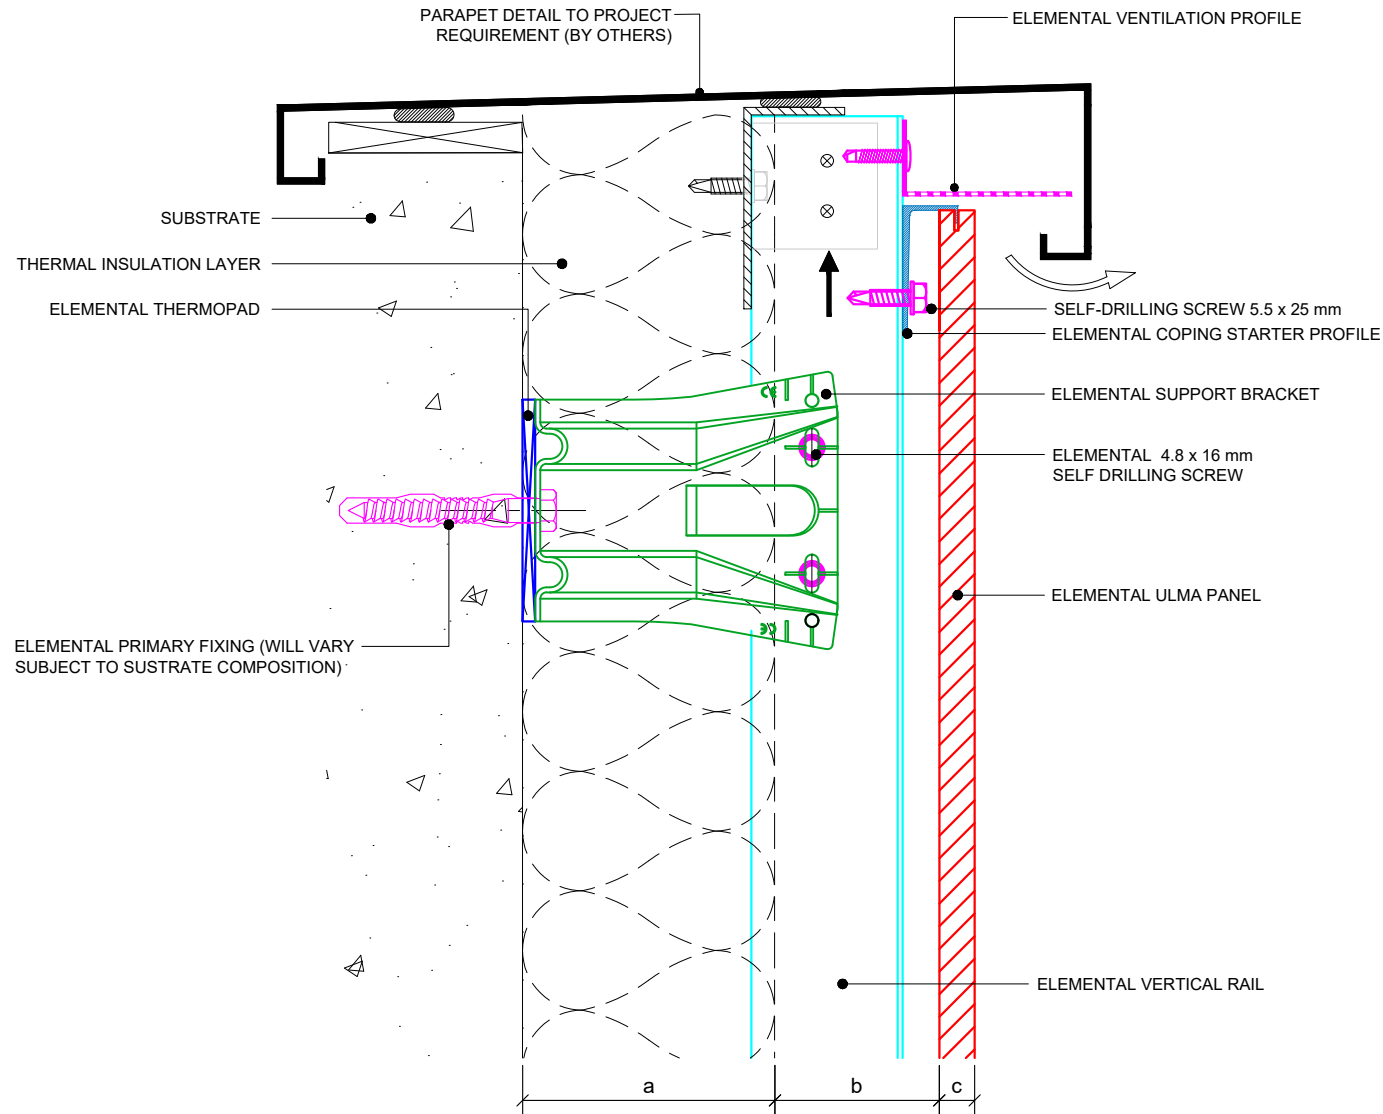 PARAPET DETAIL TO PROJECT
REQUIREMENT (BY OTHERS)
ELEMENTAL VENTILATION PROFILE
SUBSTRATE
THERMAL INSULATION LAYER
ELEMENTAL THERMOPAD
SELF-DRILLING SCREW 5.5 x 25 mm
ELEMENTAL COPING STARTER PROFILE
ELEMENTAL SUPPORT BRACKET
CE
ELEMENTAL 4.8 x 16 mm
SELF DRILLING SCREW
ELEMENTAL ULMA PANEL
CE
ELEMENTAL PRIMARY FIXING (WILL VARY
SUBJECT TO SUSTRATE COMPOSITION)
ELEMENTAL VERTICAL RAIL
a
b
c